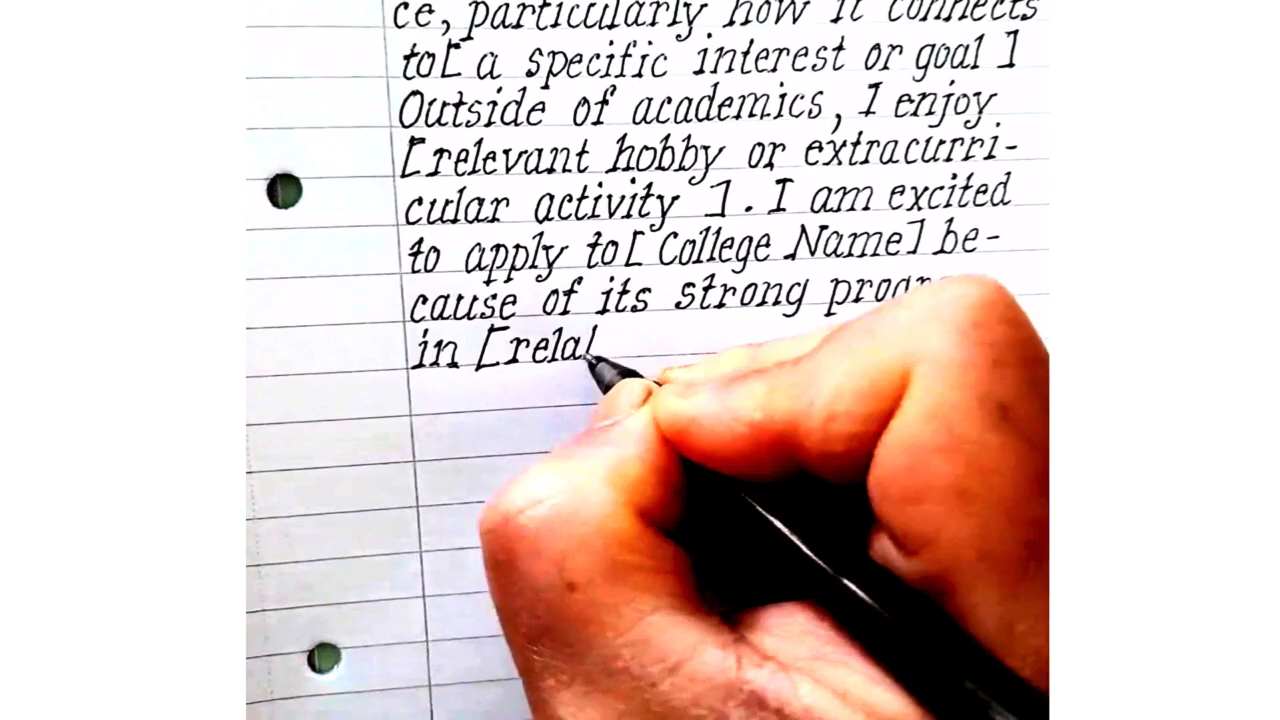 ce, particularly how it connects
to[ a specific interest or goal ]
Outside of academics, I enjoy
[relevant hobby or extracurri-
cular activity ]. I am excited
to apply to[ College Name] be-
cause of its strong
in